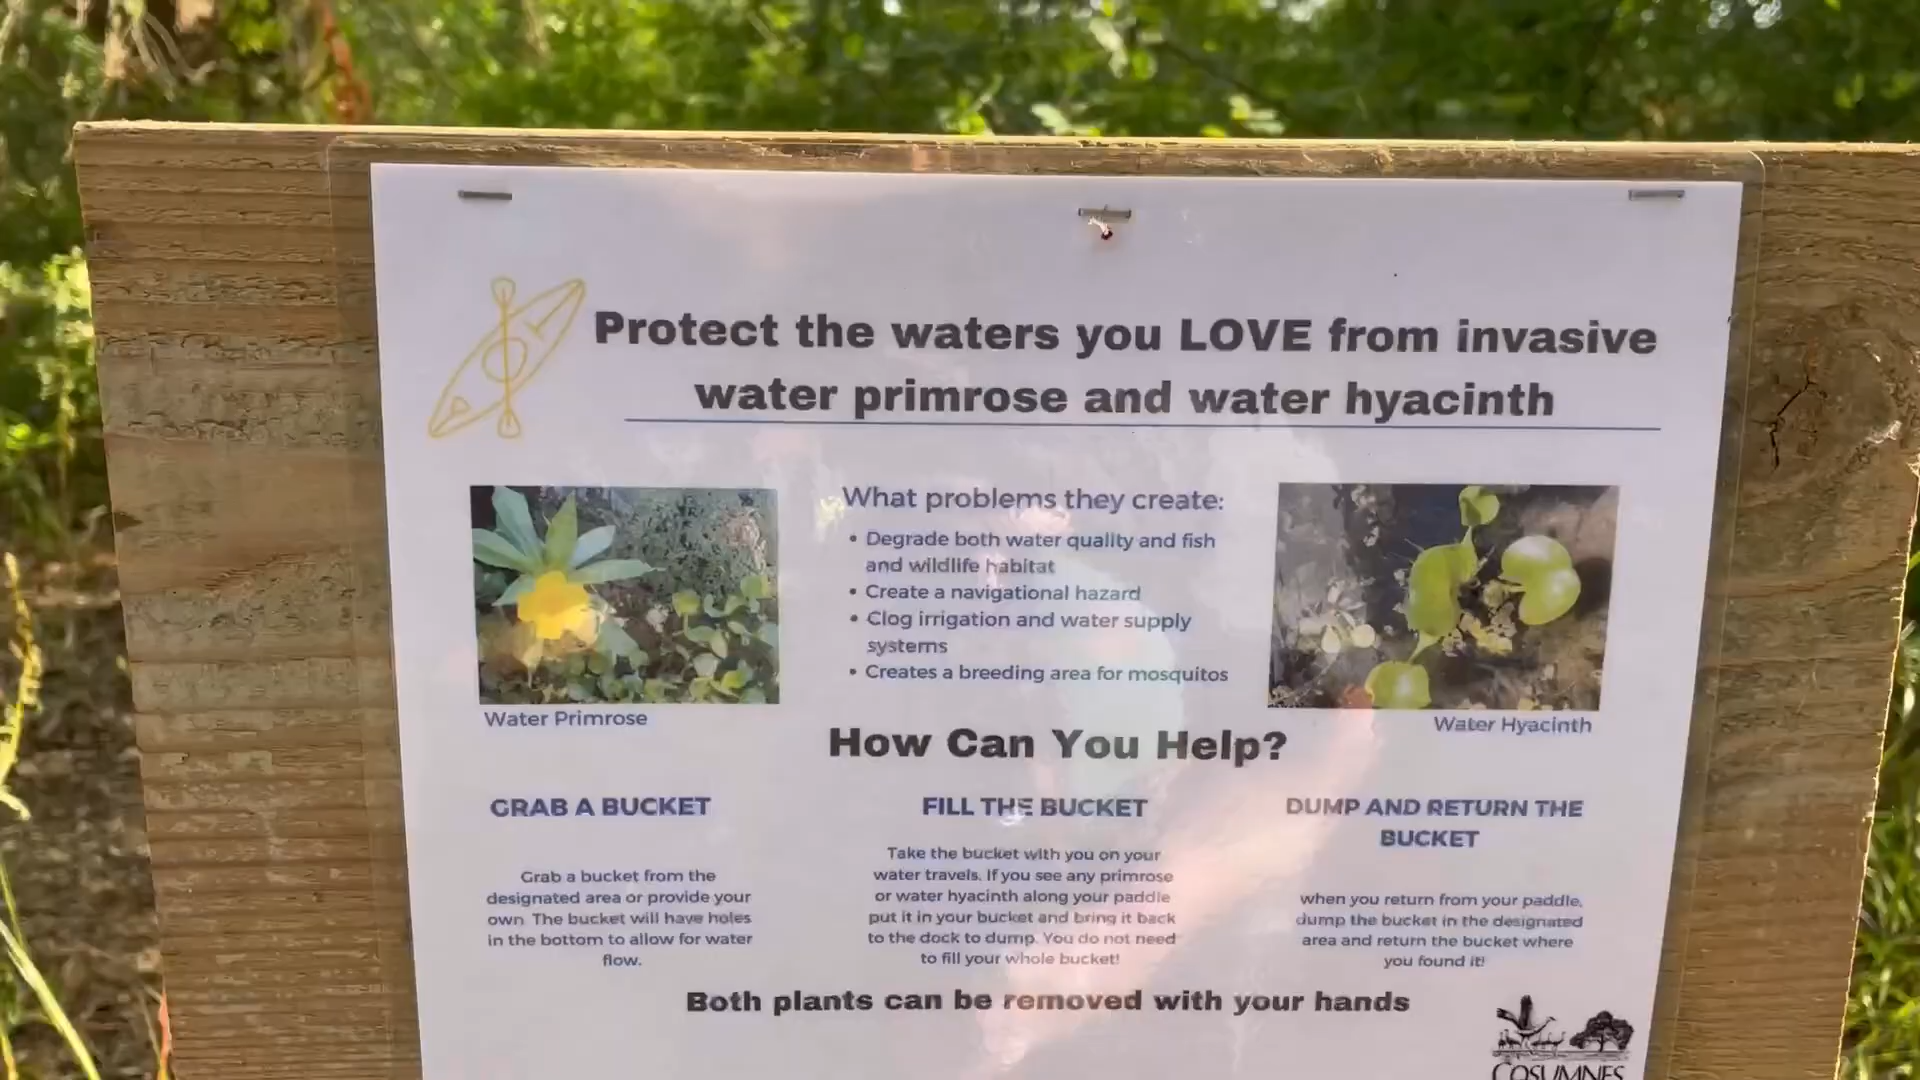 Protect the waters you LOVE from invasive
water primrose and water hyacinth
What problems they create:
• Degrade both water quality and fish
and wildlife habitat
• Create a navigational hazard
• Clog irrigation and water supply
systems
• Creates a breeding area for mosquitos
Water Primrose
Water Hyacinth
How Can You Help?
GRAB A BUCKET
Grab a bucket from the
designated area or provide your
own. The bucket will have holes
in the bottom to allow for water
flow.
FILL THE BUCKET
Take the bucket with you on your
water travels. If you see any primrose
or water hyacinth along your paddle
put it in your bucket and bring it back
to the dock to dump. You do not need
to fill your whole bucket!
DUMP AND RETURN THE
BUCKET
when you return from your paddle,
dump the bucket in the designated
area and return the bucket where
you found it!
Both plants can be removed with your hands
COSUMNES